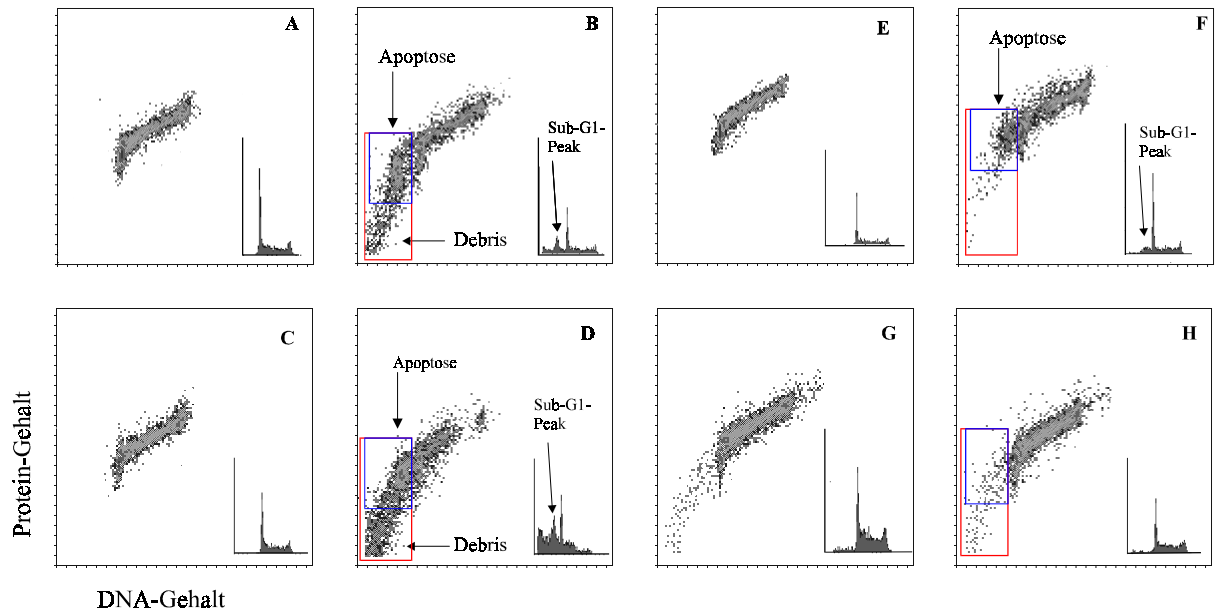 A
B
Apoptose
Sub-G1-
Peak
Debris
E
F
Apoptose
Sub-G1-
Peak
C
D
Apoptose
Sub-G1-
Peak
Debris
G
H
Protein-Gehalt
DNA-Gehalt